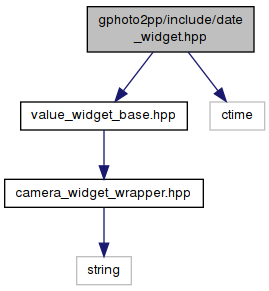 gphoto2pp/include/date
_widget.hpp
value_widget_base.hpp
ctime
camera_widget_wrapper.hpp
string